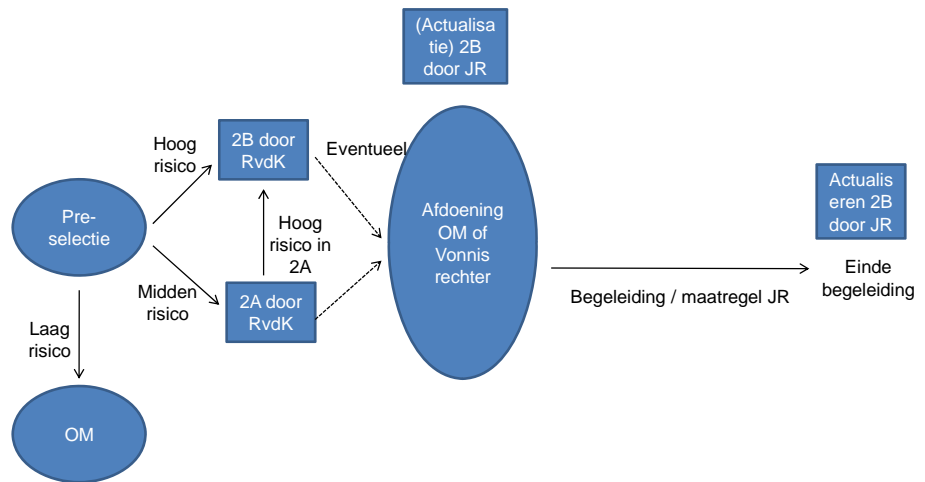 (Actualisa
tie) 2B
door JR
Hoog
risico
2B door
RvdK
Eventueel
Pre-
selectie
Hoog
risico in
2A
Afdoening
OM of
Vonnis
rechter
Actualis
eren 2B
door JR
Midden
risico
2A door
RvdK
Begeleiding / maatregel JR
Einde
begeleiding
Laag
risico
OM